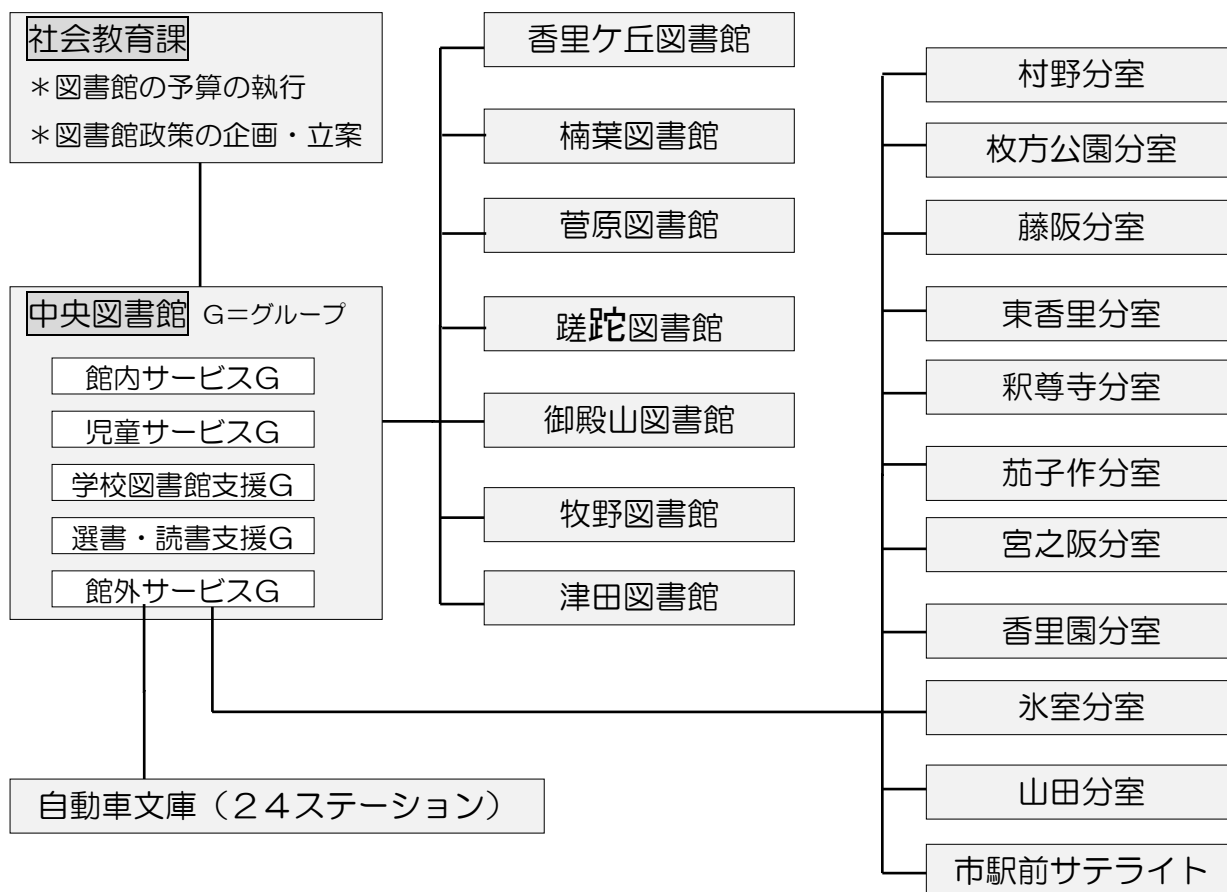 社会教育課
＊図書館の予算の執行
＊図書館政策の企画・立案
中央図書館 G＝グループ
館内サービスG
児童サービスG
学校図書館支援G
選書・読書支援G
館外サービスG
自動車文庫（２４ステーション）
香里ケ丘図書館
楠葉図書館
菅原図書館
蹉跎図書館
御殿山図書館
牧野図書館
津田図書館
村野分室
枚方公園分室
藤阪分室
東香里分室
釈尊寺分室
茄子作分室
宮之阪分室
香里園分室
氷室分室
山田分室
市駅前サテライト